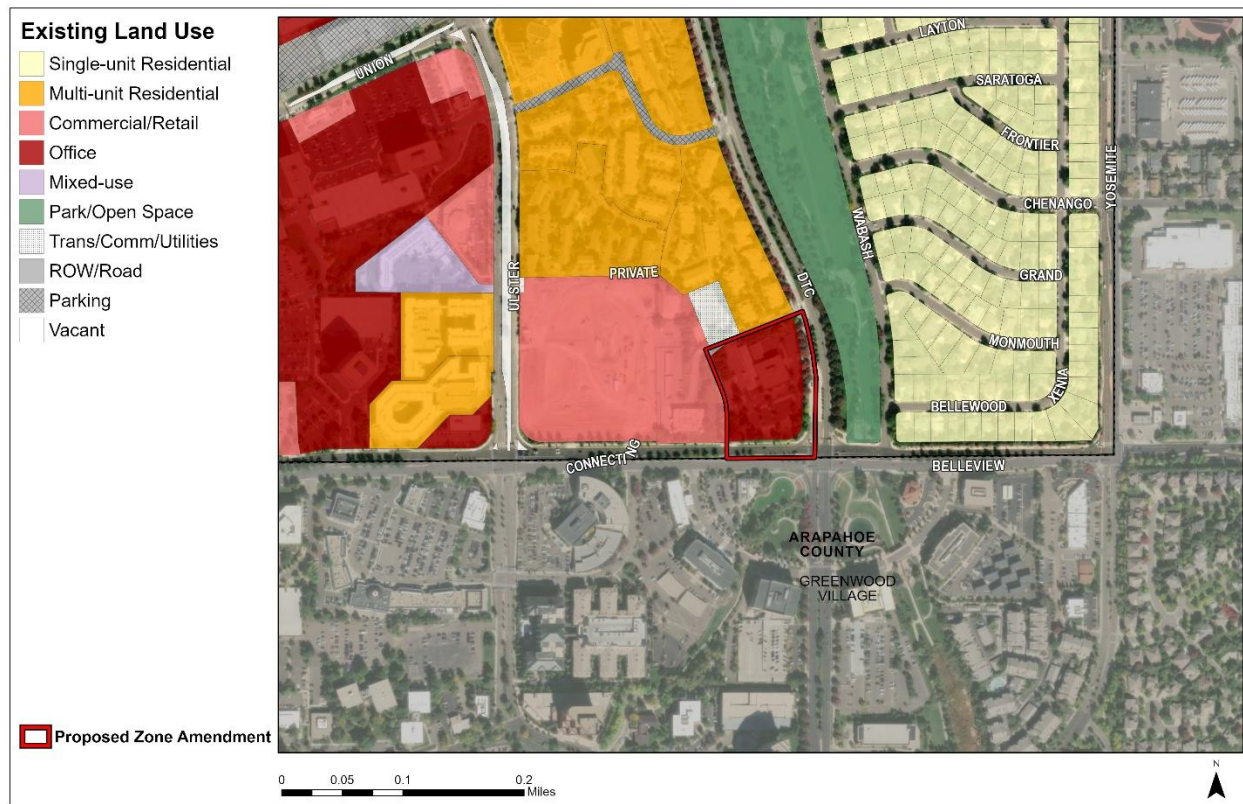 Existing Land Use
Single-unit Residential
Multi-unit Residential
Commercial/Retail
Office
Mixed-use
Park/Open Space
Trans/Comm/Utilities
ROW/Road
Parking
Vacant
Proposed Zone Amendment
LAYTON
UNION
SARATOGA
FRONTIER
YOSEMITE
CHENANGO
WABASH
ULSTER
PRIVATE
DTC
GRAND
MONMOUTH
XENIA
BELLEWOOD
CONNECTING
BELLEVIEW
ARAPAHOE
COUNTY
GREENWOOD
VILLAGE
0 0.05 0.1 0.2
Miles
N